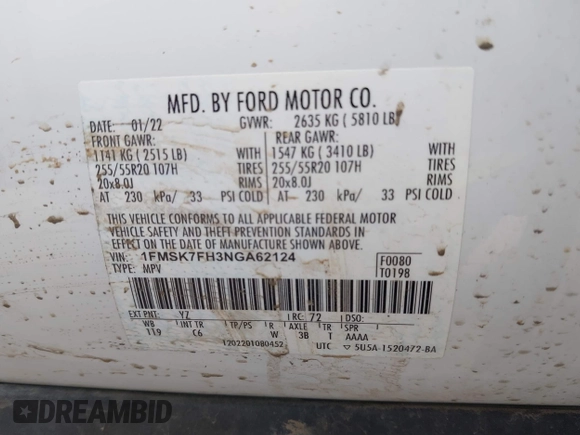 MFD. BY FORD MOTOR CO.
DATE: 01/22 GVWR: 2635 KG ( 5810 LB)
FRONT GAWR: REAR GAWR:
1141 KG ( 2515 LB) WITH 1547 KG ( 3410 LB) WITH
255/55R20 107H TIRES 255/55R20 107H TIRES
20x8.0J RIMS 20x8.0J RIMS
AT 230 kPa/ 33 PSI COLD AT 230 kPa/ 33 PSI COLD
THIS VEHICLE CONFORMS TO ALL APPLICABLE FEDERAL MOTOR
VEHICLE SAFETY AND THEFT PREVENTION STANDARDS IN
EFFECT ON THE DATE OF MANUFACTURE SHOWN ABOVE.
VIN: 1FMSK7FH3NGA62124 F0080
TYPE: MPV T0198
EXT PNT: YZ RC: 72 DSO:
WB INT TR TP/PS R AXLE TR SPR
119 C6 W 3B T AAAA
12022010B0452 UTC ▽5U5A-1520472-BA
DREAMBID